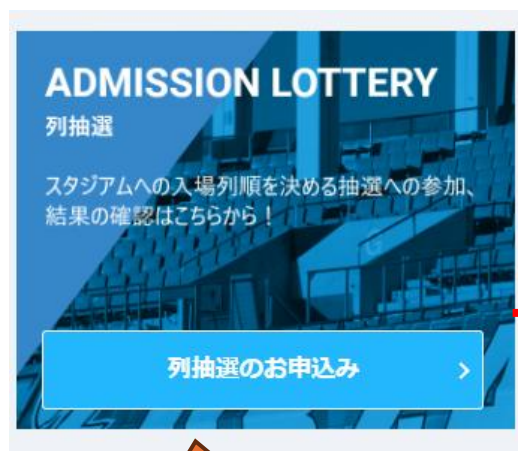 ADMISSION LOTTERY
列抽選
スタジアムへの入場列順を決める抽選への参加、
結果の確認はこちらから！
列抽選のお申込み